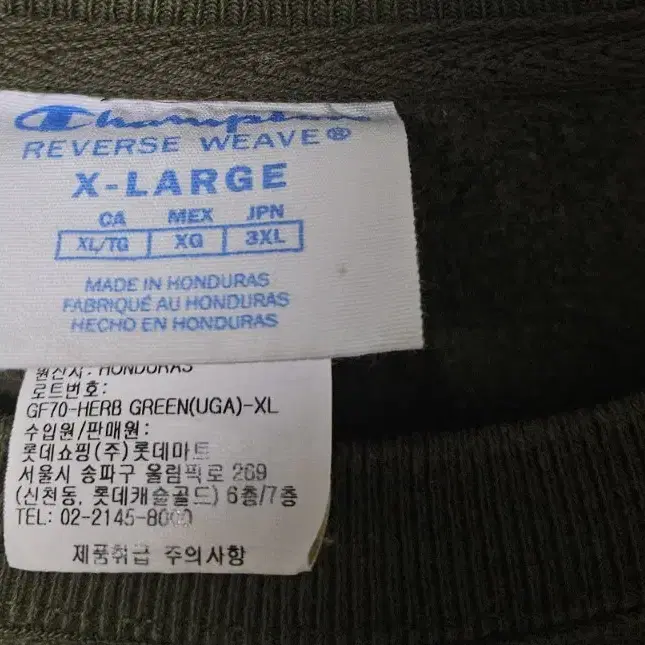 Champion
REVERSE WEAVE®
X-LARGE
CA MEX JPN
XL/TG XG 3XL
MADE IN HONDURAS
FABRIQUÉ AU HONDURAS
HECHO EN HONDURAS
원산지: HONDURAS
로트번호:
GF70-HERB GREEN(UGA)-XL
수입원/판매원:
롯데쇼핑(주)롯데마트
서울시 송파구 올림픽로 269
(신천동, 롯데캐슬골드) 6층/7층
TEL: 02-2145-8000
제품취급 주의사항